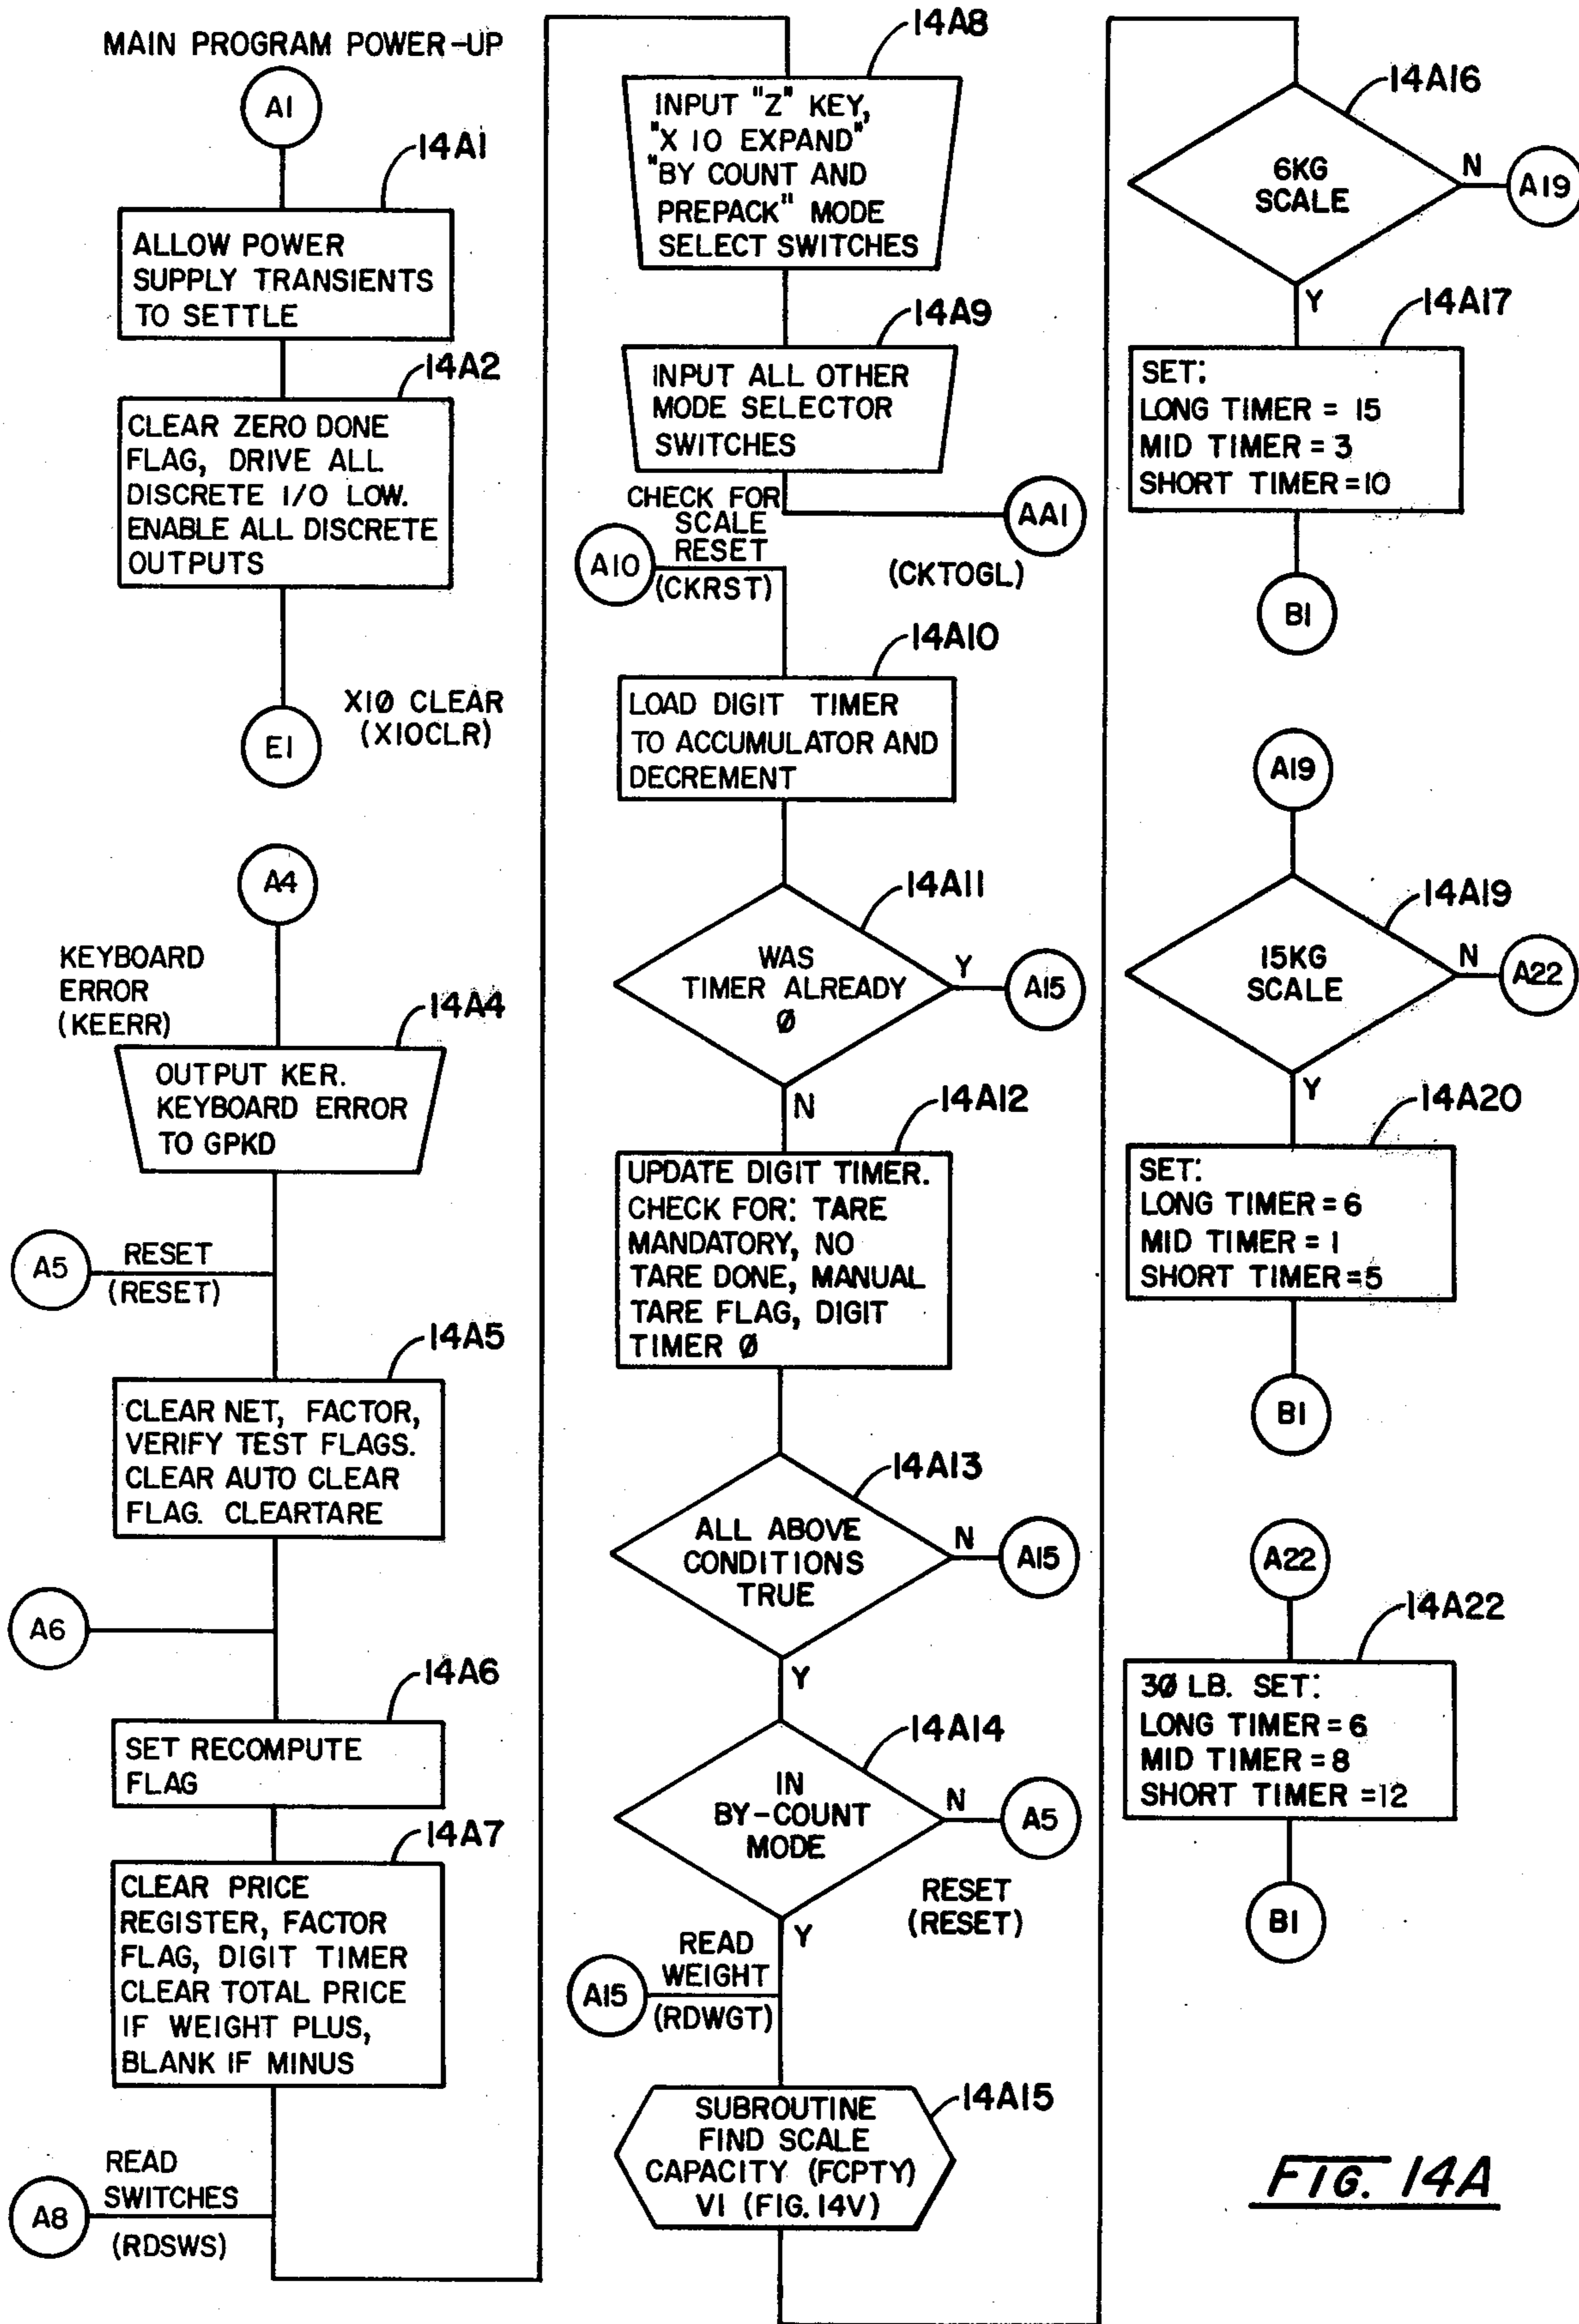 MAIN PROGRAM POWER-UP
A1
14A1
ALLOW POWER
SUPPLY TRANSIENTS
TO SETTLE
14A2
CLEAR ZERO DONE
FLAG, DRIVE ALL
DISCRETE I/O LOW.
ENABLE ALL DISCRETE
OUTPUTS
X1Ø CLEAR
(X10CLR)
E1
A4
KEYBOARD
ERROR
(KEERR)
14A4
OUTPUT KER.
KEYBOARD ERROR
TO GPKD
A5
RESET
(RESET)
14A5
CLEAR NET, FACTOR,
VERIFY TEST FLAGS.
CLEAR AUTO CLEAR
FLAG. CLEARTARE
A6
14A6
SET RECOMPUTE
FLAG
14A7
CLEAR PRICE
REGISTER, FACTOR
FLAG, DIGIT TIMER
CLEAR TOTAL PRICE
IF WEIGHT PLUS,
BLANK IF MINUS
READ
SWITCHES
A8
(RDSWS)
14A8
INPUT "Z" KEY,
"X 10 EXPAND"
"BY COUNT AND
PREPACK" MODE
SELECT SWITCHES
14A9
INPUT ALL OTHER
MODE SELECTOR
SWITCHES
AA1
(CKTOGL)
CHECK FOR
SCALE
RESET
A10
(CKRST)
14A10
LOAD DIGIT TIMER
TO ACCUMULATOR AND
DECREMENT
14A11
WAS
TIMER ALREADY
Ø
Y
A15
N
14A12
UPDATE DIGIT TIMER.
CHECK FOR: TARE
MANDATORY, NO
TARE DONE, MANUAL
TARE FLAG, DIGIT
TIMER Ø
14A13
ALL ABOVE
CONDITIONS
TRUE
N
A15
Y
14A14
IN
BY-COUNT
MODE
N
A5
RESET
(RESET)
Y
READ
WEIGHT
A15
(RDWGT)
14A15
SUBROUTINE
FIND SCALE
CAPACITY (FCPTY)
V1 (FIG. 14V)
14A16
6KG
SCALE
N
A19
Y
14A17
SET:
LONG TIMER = 15
MID TIMER = 3
SHORT TIMER =10
B1
A19
14A19
15KG
SCALE
N
A22
Y
14A20
SET:
LONG TIMER = 6
MID TIMER = 1
SHORT TIMER =5
B1
A22
14A22
3Ø LB. SET:
LONG TIMER = 6
MID TIMER = 8
SHORT TIMER =12
B1
FIG. 14A